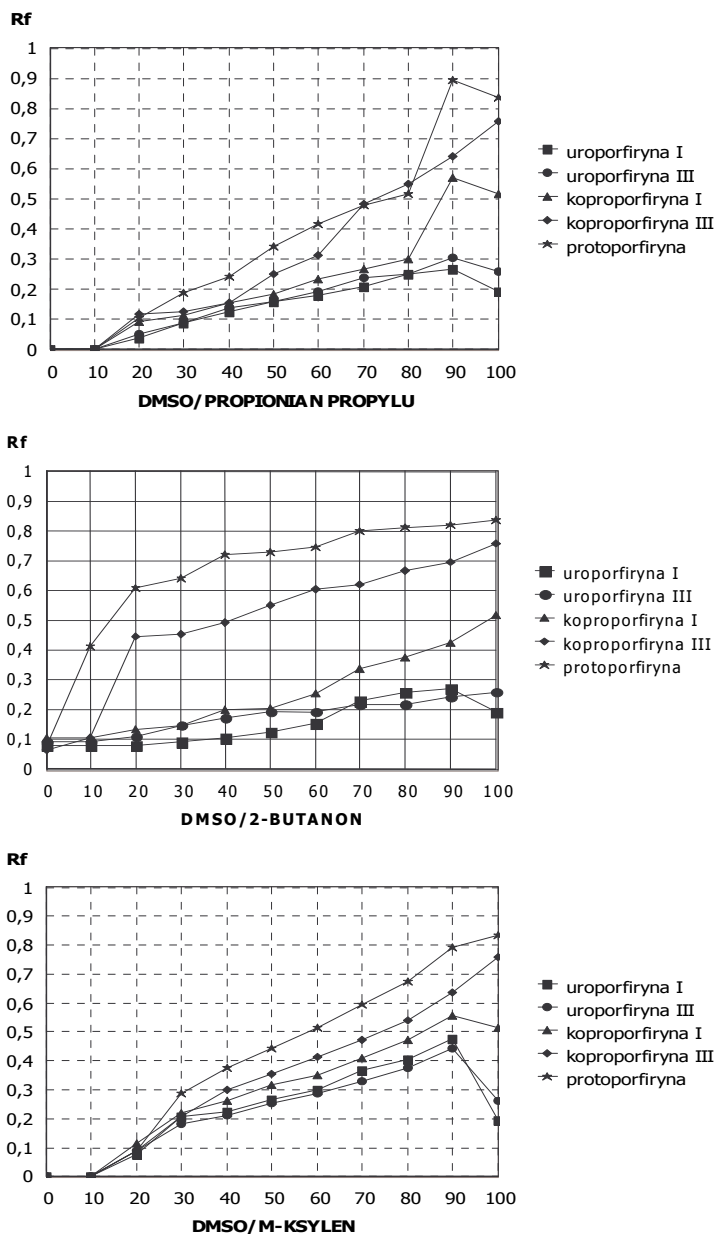 Rf
1
0,9
0,8
0,7
0,6
0,5
0,4
0,3
0,2
0,1
0
0 10 20 30 40 50 60 70 80 90 100
DMSO/PROPIONIAN PROPYLU
uroporfiryna I
uroporfiryna III
koproporfiryna I
koproporfiryna III
protoporfiryna
Rf
1
0,9
0,8
0,7
0,6
0,5
0,4
0,3
0,2
0,1
0
0 10 20 30 40 50 60 70 80 90 100
DMSO/2-BUTANON
uroporfiryna I
uroporfiryna III
koproporfiryna I
koproporfiryna III
protoporfiryna
Rf
1
0,9
0,8
0,7
0,6
0,5
0,4
0,3
0,2
0,1
0
0 10 20 30 40 50 60 70 80 90 100
DMSO/M-KSYLEN
uroporfiryna I
uroporfiryna III
koproporfiryna I
koproporfiryna III
protoporfiryna